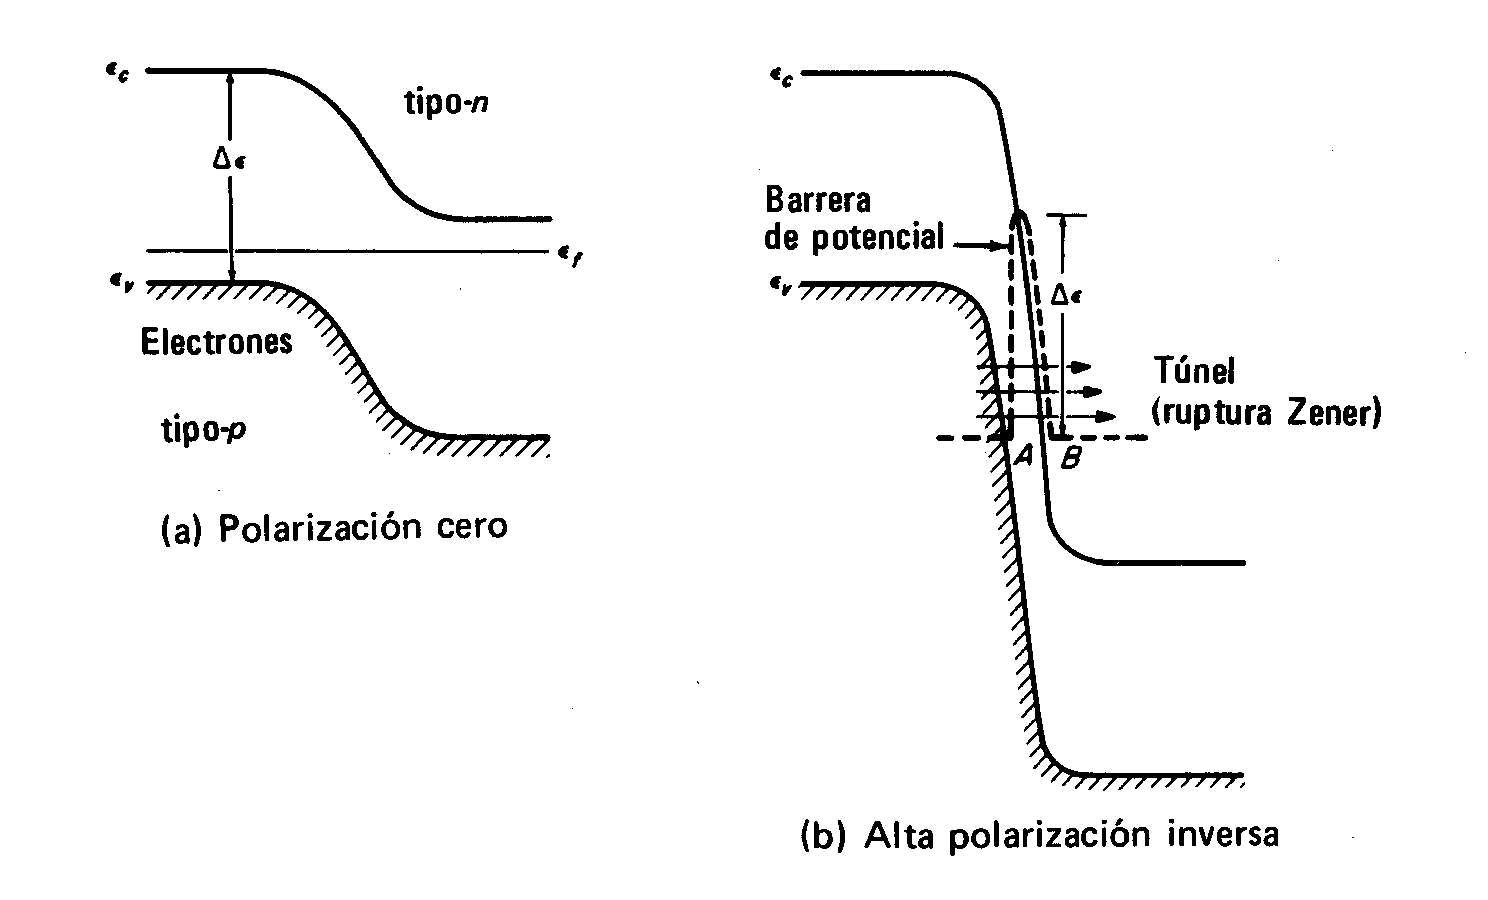 ϵc
tipo-n
Δϵ
ϵf
ϵv
Electrones
tipo-p
(a) Polarización cero
ϵc
Barrera
de potencial
ϵv
Δϵ
Túnel
(ruptura Zener)
A
B
(b) Alta polarización inversa